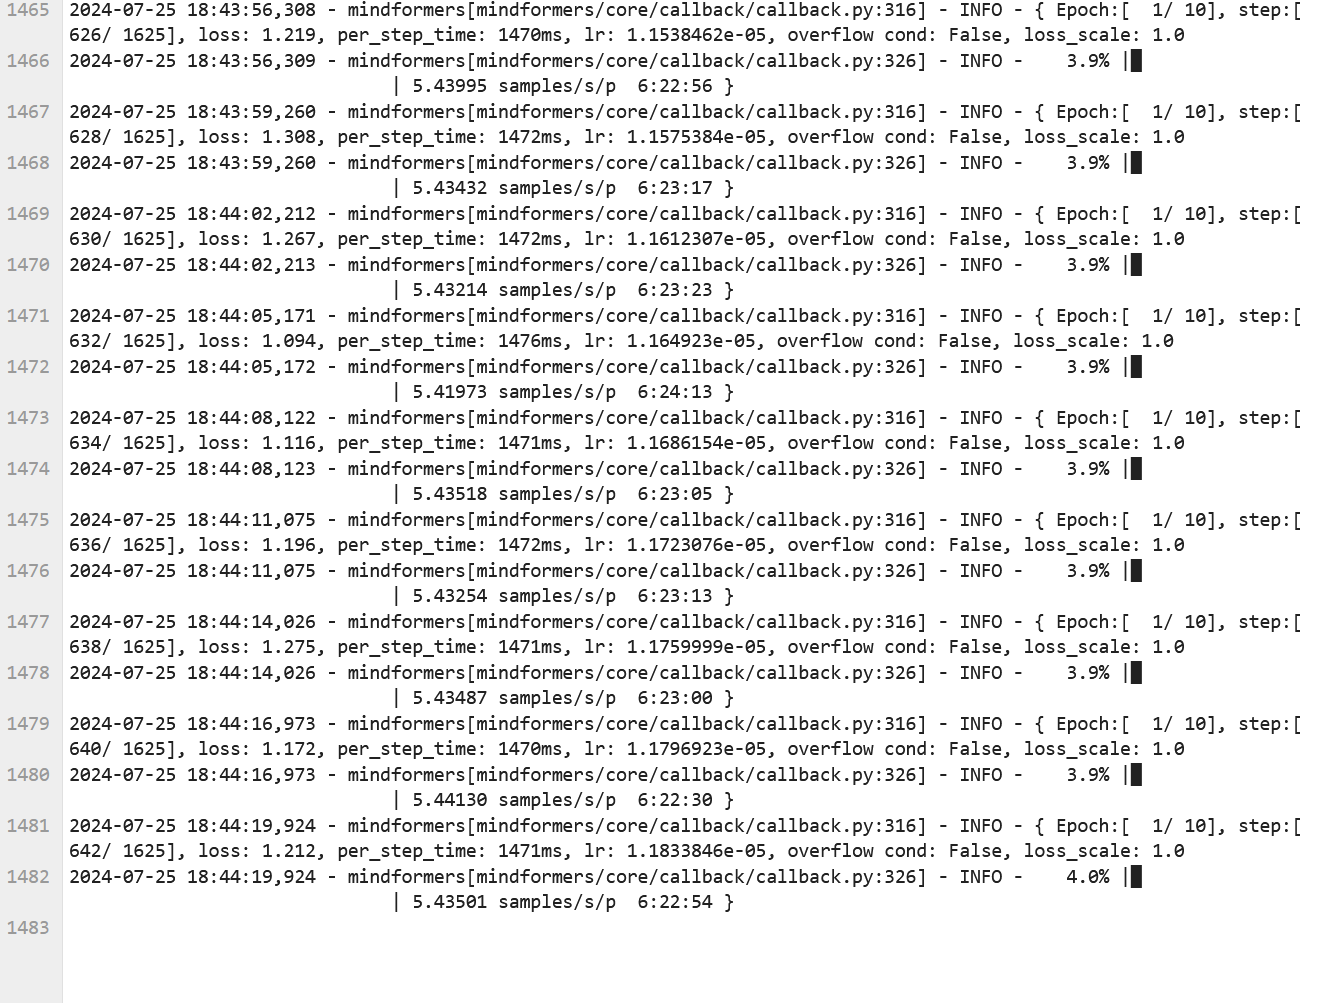 1465 2024-07-25 18:43:56,308 - mindformers[mindformers/core/callback/callback.py:316] - INFO - { Epoch:[  1/ 10], step:[
626/ 1625], loss: 1.219, per_step_time: 1470ms, lr: 1.1538462e-05, overflow cond: False, loss_scale: 1.0
1466 2024-07-25 18:43:56,309 - mindformers[mindformers/core/callback/callback.py:326] - INFO -    3.9% |█
| 5.43995 samples/s/p  6:22:56 }
1467 2024-07-25 18:43:59,260 - mindformers[mindformers/core/callback/callback.py:316] - INFO - { Epoch:[  1/ 10], step:[
628/ 1625], loss: 1.308, per_step_time: 1472ms, lr: 1.1575384e-05, overflow cond: False, loss_scale: 1.0
1468 2024-07-25 18:43:59,260 - mindformers[mindformers/core/callback/callback.py:326] - INFO -    3.9% |█
| 5.43432 samples/s/p  6:23:17 }
1469 2024-07-25 18:44:02,212 - mindformers[mindformers/core/callback/callback.py:316] - INFO - { Epoch:[  1/ 10], step:[
630/ 1625], loss: 1.267, per_step_time: 1472ms, lr: 1.1612307e-05, overflow cond: False, loss_scale: 1.0
1470 2024-07-25 18:44:02,213 - mindformers[mindformers/core/callback/callback.py:326] - INFO -    3.9% |█
| 5.43214 samples/s/p  6:23:23 }
1471 2024-07-25 18:44:05,171 - mindformers[mindformers/core/callback/callback.py:316] - INFO - { Epoch:[  1/ 10], step:[
632/ 1625], loss: 1.094, per_step_time: 1476ms, lr: 1.164923e-05, overflow cond: False, loss_scale: 1.0
1472 2024-07-25 18:44:05,172 - mindformers[mindformers/core/callback/callback.py:326] - INFO -    3.9% |█
| 5.41973 samples/s/p  6:24:13 }
1473 2024-07-25 18:44:08,122 - mindformers[mindformers/core/callback/callback.py:316] - INFO - { Epoch:[  1/ 10], step:[
634/ 1625], loss: 1.116, per_step_time: 1471ms, lr: 1.1686154e-05, overflow cond: False, loss_scale: 1.0
1474 2024-07-25 18:44:08,123 - mindformers[mindformers/core/callback/callback.py:326] - INFO -    3.9% |█
| 5.43518 samples/s/p  6:23:05 }
1475 2024-07-25 18:44:11,075 - mindformers[mindformers/core/callback/callback.py:316] - INFO - { Epoch:[  1/ 10], step:[
636/ 1625], loss: 1.196, per_step_time: 1472ms, lr: 1.1723076e-05, overflow cond: False, loss_scale: 1.0
1476 2024-07-25 18:44:11,075 - mindformers[mindformers/core/callback/callback.py:326] - INFO -    3.9% |█
| 5.43254 samples/s/p  6:23:13 }
1477 2024-07-25 18:44:14,026 - mindformers[mindformers/core/callback/callback.py:316] - INFO - { Epoch:[  1/ 10], step:[
638/ 1625], loss: 1.275, per_step_time: 1471ms, lr: 1.1759999e-05, overflow cond: False, loss_scale: 1.0
1478 2024-07-25 18:44:14,026 - mindformers[mindformers/core/callback/callback.py:326] - INFO -    3.9% |█
| 5.43487 samples/s/p  6:23:00 }
1479 2024-07-25 18:44:16,973 - mindformers[mindformers/core/callback/callback.py:316] - INFO - { Epoch:[  1/ 10], step:[
640/ 1625], loss: 1.172, per_step_time: 1470ms, lr: 1.1796923e-05, overflow cond: False, loss_scale: 1.0
1480 2024-07-25 18:44:16,973 - mindformers[mindformers/core/callback/callback.py:326] - INFO -    3.9% |█
| 5.44130 samples/s/p  6:22:30 }
1481 2024-07-25 18:44:19,924 - mindformers[mindformers/core/callback/callback.py:316] - INFO - { Epoch:[  1/ 10], step:[
642/ 1625], loss: 1.212, per_step_time: 1471ms, lr: 1.1833846e-05, overflow cond: False, loss_scale: 1.0
1482 2024-07-25 18:44:19,924 - mindformers[mindformers/core/callback/callback.py:326] - INFO -    4.0% |█
| 5.43501 samples/s/p  6:22:54 }
1483